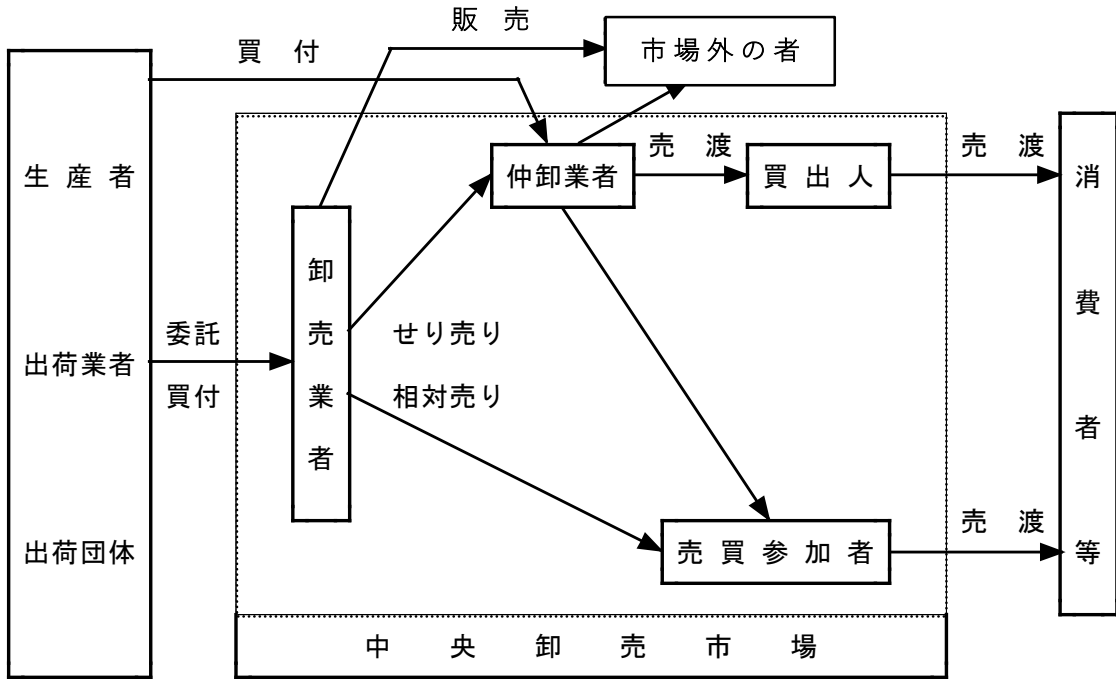 販売
市場外の者
買付
生産者
出荷業者
出荷団体
委託
買付
卸売業者
せり売り
相対売り
仲卸業者
売渡
買出人
売渡
売買参加者
売渡
消費者等
中央卸売市場